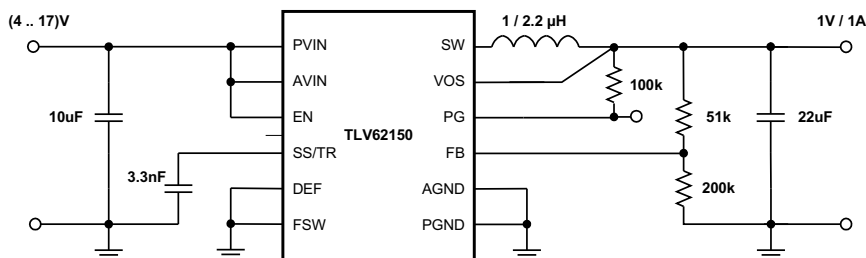 (4 .. 17)V
1 / 2.2 µH
1V / 1A
PVIN
SW
AVIN
VOS
100k
10uF
EN
PG
51k
22uF
TLV62150
SS/TR
FB
3.3nF
DEF
AGND
200k
FSW
PGND